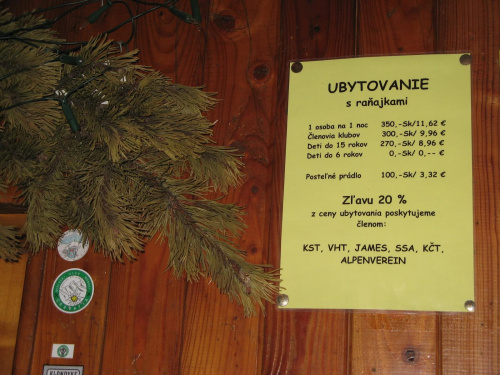 UBYTOVANIE
s raňajkami
1 osoba na 1 noc 350,-Sk/11,62 €
Členovia klubov 300,-Sk/ 9,96 €
Deti do 15 rokov 270,-Sk/ 8,96 €
Deti do 6 rokov 0,-Sk/ 0,-- €
Posteľné prádlo 100,-Sk/ 3,32 €
Zľavu 20 %
z ceny ubytovania poskytujeme
členom:
KST, VHT, JAMES, SSA, KČT,
ALPENVEREIN